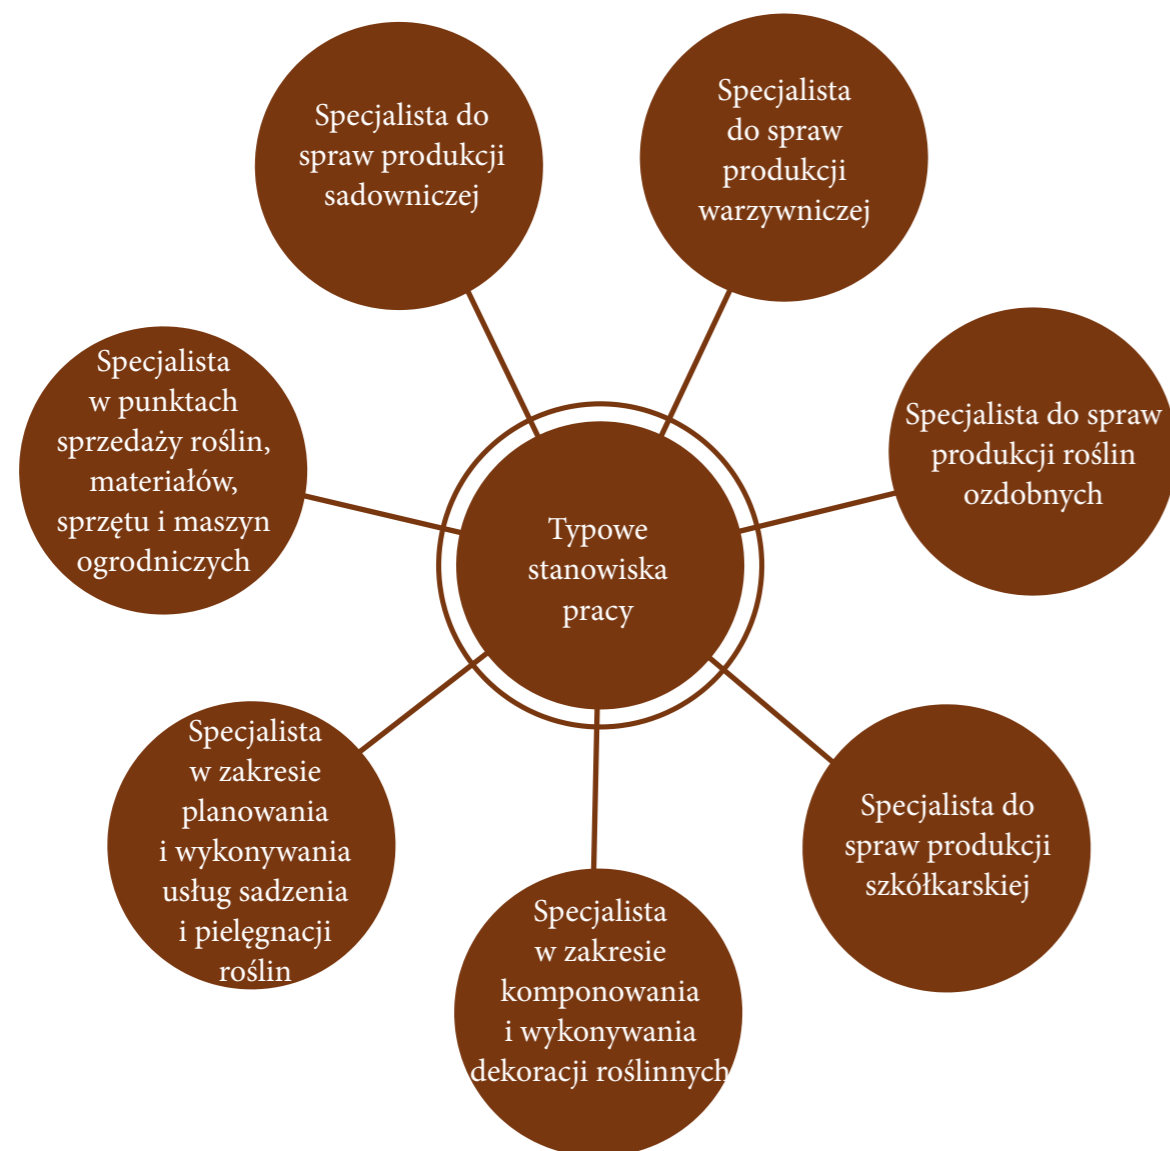 Specjalista do
spraw produkcji
sadowniczej
Specjalista
do spraw
produkcji
warzywniczej
Specjalista
w punktach
sprzedaży roślin,
materiałów,
sprzętu i maszyn
ogrodniczych
Specjalista do spraw
produkcji roślin
ozdobnych
Typowe
stanowiska
pracy
Specjalista
w zakresie
planowania
i wykonywania
usług sadzenia
i pielęgnacji
roślin
Specjalista do
spraw produkcji
szkółkarskiej
Specjalista
w zakresie
komponowania
i wykonywania
dekoracji roślinnych